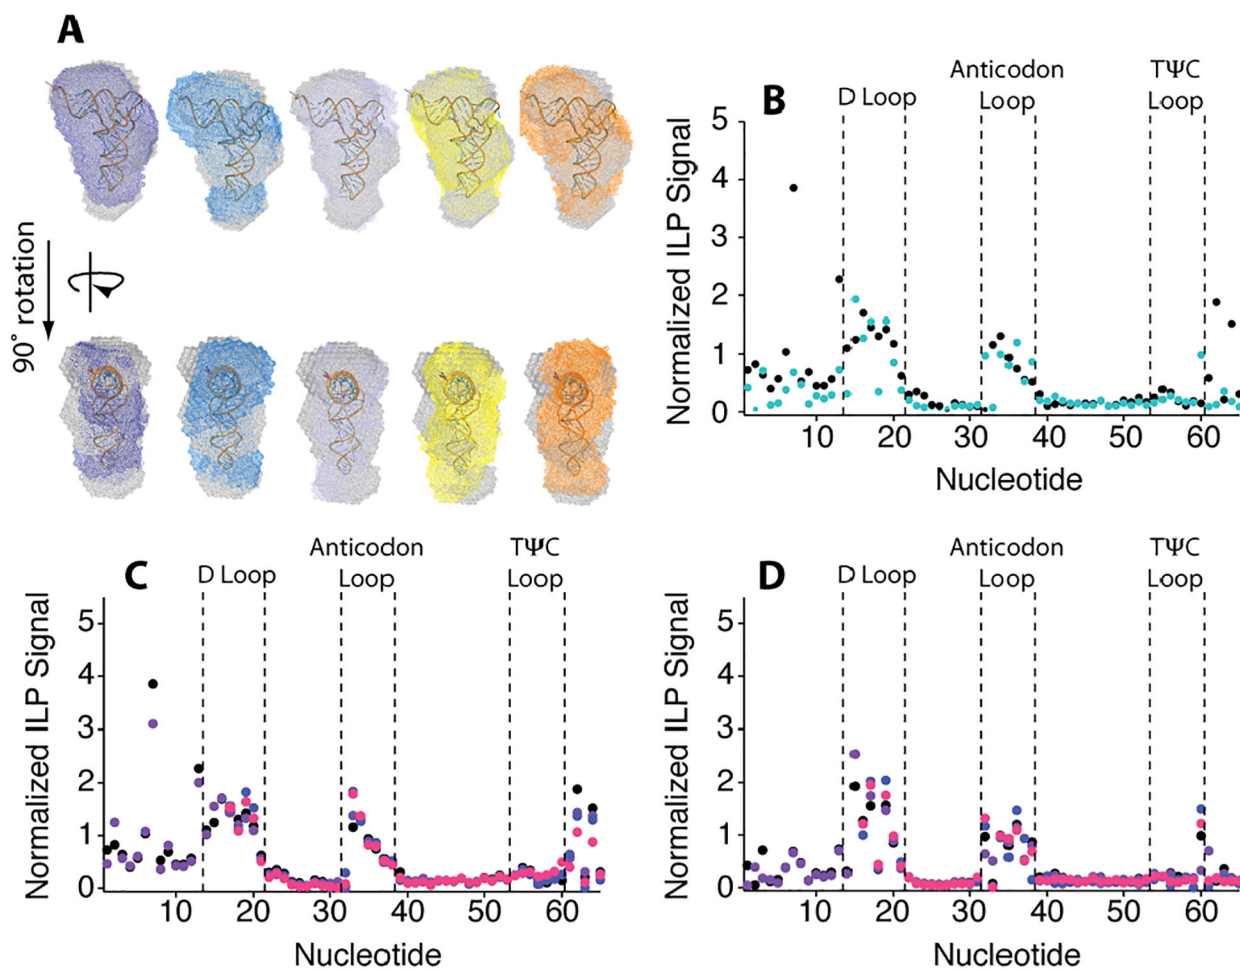 A
90° rotation
B
D Loop
Anticodon
Loop
TΨC
Loop
Normalized ILP Signal
5
4
3
2
1
0
10 20 30 40 50 60
Nucleotide
C
D Loop
Anticodon
Loop
TΨC
Loop
Normalized ILP Signal
5
4
3
2
1
0
10 20 30 40 50 60
Nucleotide
D
D Loop
Anticodon
Loop
TΨC
Loop
Normalized ILP Signal
5
4
3
2
1
0
10 20 30 40 50 60
Nucleotide